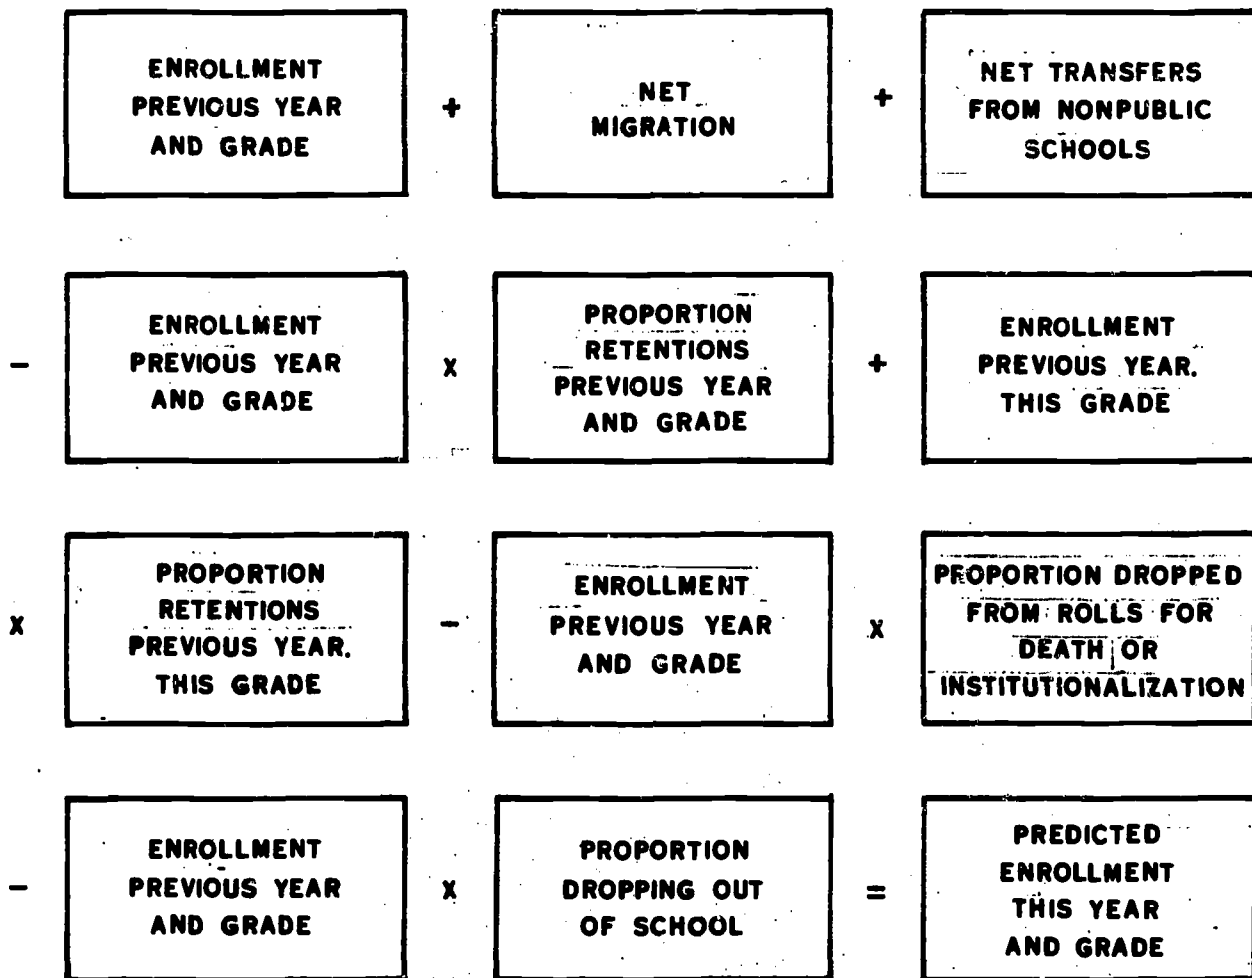 ENROLLMENT
PREVIOUS YEAR
AND GRADE
+
NET
MIGRATION
+
NET TRANSFERS
FROM NONPUBLIC
SCHOOLS
-
ENROLLMENT
PREVIOUS YEAR
AND GRADE
X
PROPORTION
RETENTIONS
PREVIOUS YEAR
AND GRADE
+
ENROLLMENT
PREVIOUS YEAR.
THIS GRADE
X
PROPORTION
RETENTIONS
PREVIOUS YEAR.
THIS GRADE
-
ENROLLMENT
PREVIOUS YEAR
AND GRADE
X
PROPORTION DROPPED
FROM ROLLS FOR
DEATH OR
INSTITUTIONALIZATION
-
ENROLLMENT
PREVIOUS YEAR
AND GRADE
X
PROPORTION
DROPPING OUT
OF SCHOOL
=
PREDICTED
ENROLLMENT
THIS YEAR
AND GRADE